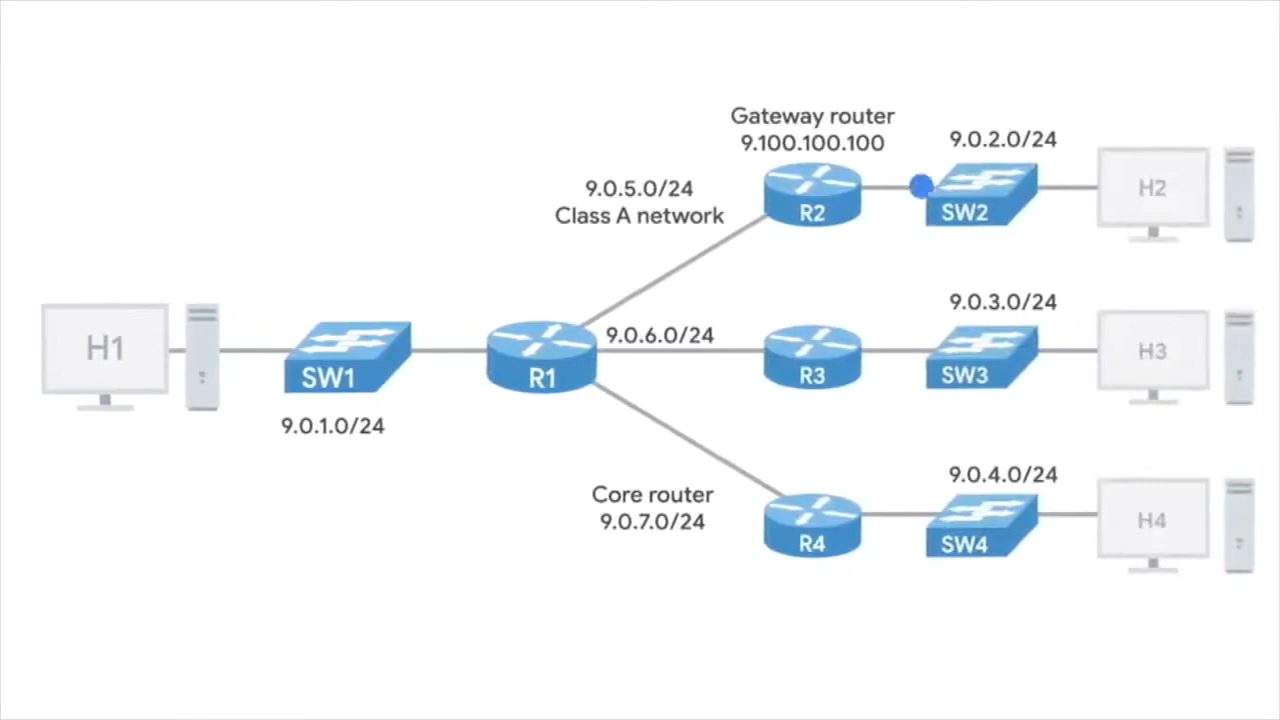 Gateway router
9.100.100.100
9.0.2.0/24
9.0.5.0/24
Class A network
R2
SW2
H2
9.0.3.0/24
9.0.6.0/24
H1
SW1
R1
R3
SW3
H3
9.0.1.0/24
9.0.4.0/24
Core router
9.0.7.0/24
R4
SW4
H4